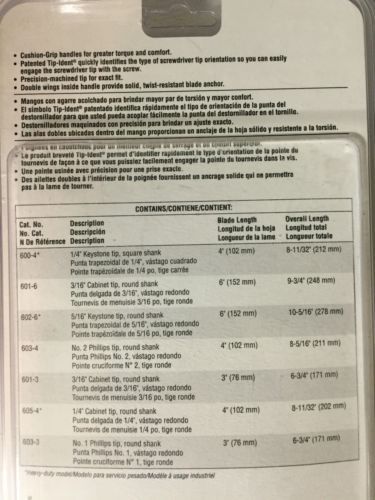 • Cushion-Grip handles for greater torque and comfort.
• Patented Tip-Ident® quickly identifies the type of screwdriver tip orientation so you can easily
engage the screwdriver tip with the screw.
• Precision-machined tip for exact fit.
• Double wings inside handle provide solid, twist-resistant blade anchor.
• Mangos con agarre acolchado para brindar mayor par de torsión y mayor confort.
• El símbolo Tip-Ident® patentado identifica rápidamente el tipo de orientación de la punta del
destornillador para que usted pueda acoplar fácilmente la punta del destornillador en el tornillo.
• Destornilladores maquinados con precisión para brindar un ajuste exacto.
• Las alas dobles ubicadas dentro del mango proporcionan un anclaje de la hoja sólido y resistente a la torsión.
• Poignées en caoutchouc pour un meilleur couple de serrage et un confort supérieur.
• Le produit breveté Tip-Ident® permet d'identifier rapidement le type d'orientation de la pointe du
tournevis de façon à ce que vous puissiez facilement engager la pointe du tournevis dans la vis.
• Une pointe usinée avec précision pour une prise exacte.
• Des ailettes doubles à l'intérieur de la poignée fournissent un ancrage solide qui ne permettra
pas à la lame de tourner.
CONTAINS/CONTIENE/CONTIENT:
Cat. No. Description Blade Length Overall Length
No. Cat. Descripción Longitud de la hoja Longitud total
N De Référence Description Longueur de la lame Longueur totale
600-4* 1/4" Keystone tip, square shank 4" (102 mm) 8-11/32" (212 mm)
Punta trapezoidal de 1/4", vástago cuadrado
Pointe trapézoïdale de 1/4 po, tige carrée
601-6 3/16" Cabinet tip, round shank 6" (152 mm) 9-3/4" (248 mm)
Punta delgada de 3/16", vástago redondo
Tournevis de menuisie 3/16 po, tige ronde
602-6* 5/16" Keystone tip, round shank 6" (152 mm) 10-5/16" (278 mm)
Punta trapezoidal de 5/16", vástago redondo
Pointe trapézoïdale de 5/16 po, tige ronde
603-4 No. 2 Phillips tip, round shank 4" (102 mm) 8-5/16" (211 mm)
Punta Phillips No. 2, vástago redondo
Pointe cruciforme N° 2, tige ronde
601-3 3/16" Cabinet tip, round shank 3" (76 mm) 6-3/4" (171 mm)
Punta delgada de 3/16", vástago redondo
Tournevis de menuisie 3/16 po, tige ronde
605-4* 1/4" Cabinet tip, round shank 4" (102 mm) 8-11/32" (202 mm)
Punta delgada de 1/4", vástago redondo
Tournevis de menuisie 1/4 po, tige ronde
603-3 No. 1 Phillips tip, round shank 3" (76 mm) 6-3/4" (171 mm)
Punta Phillips No. 1, vástago redondo
Pointe cruciforme N° 1, tige ronde
*Heavy-duty model/Modelo para servicio pesado/Modèle à usage industriel